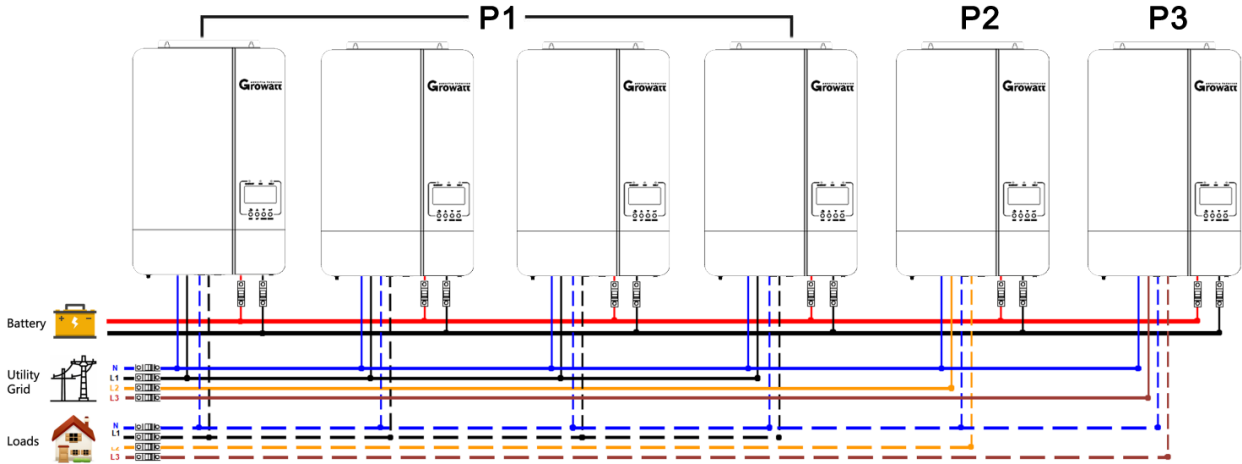 P1
P2
P3
Growatt
Growatt
Growatt
Growatt
Growatt
Growatt
Battery
Utility
Grid
N
L1
L2
L3
Loads
N
L1
L2
L3